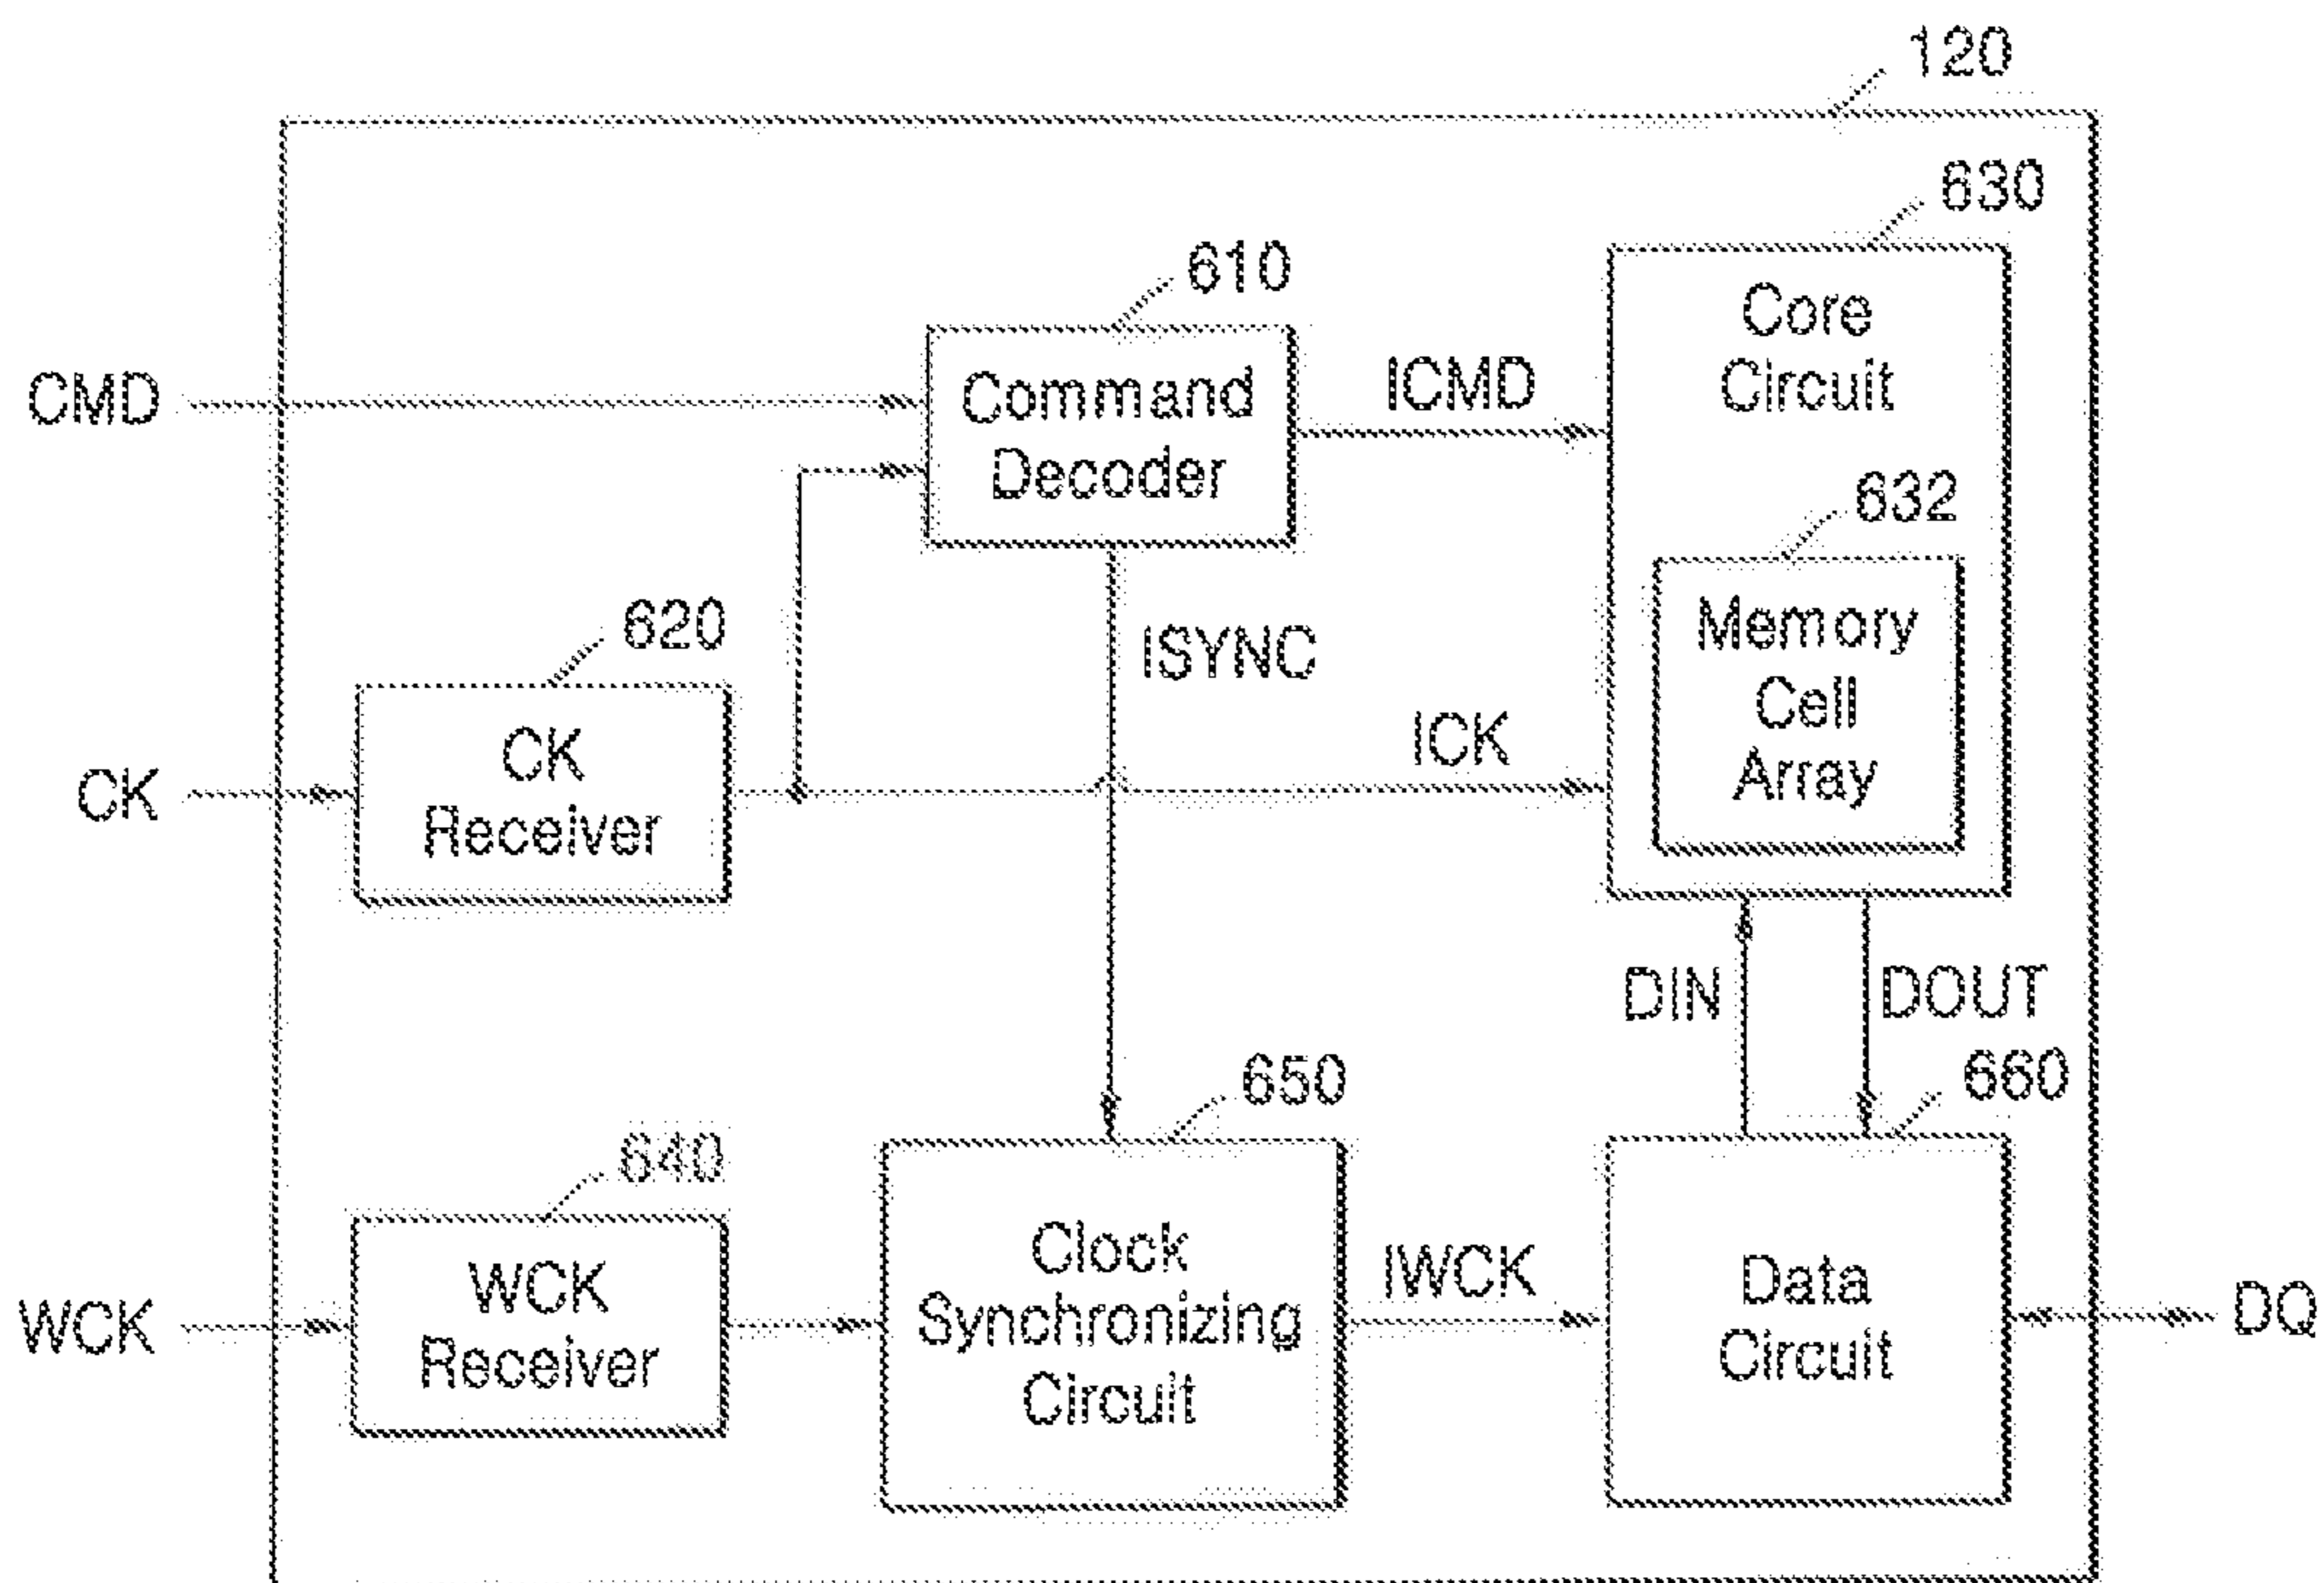 120
630
610
Core
Circuit
CMD
Command
Decoder
ICMD
632
Memory
Cell
Array
620
ISYNC
CK
CK
Receiver
ICK
DIN
DOUT
650
660
640
WCK
WCK
Receiver
Clock
Synchronizing
Circuit
IWCK
Data
Circuit
DQ